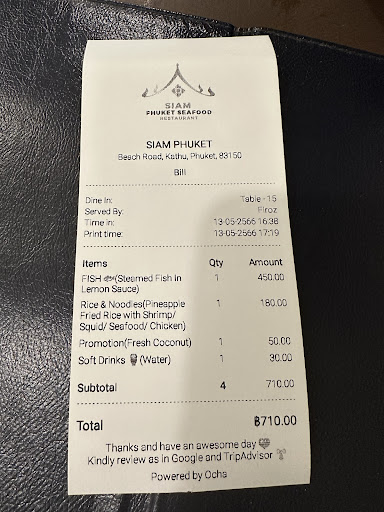 SIAM
PHUKET SEAFOOD
RESTAURANT
SIAM PHUKET
Beach Road, Kathu, Phuket, 83150
Bill
Dine In: Table - 15
Served By: Firoz
Time in: 13-05-2566 16:38
Print time: 13-05-2566 17:19
Items Qty Amount
FISH 🐟(Steamed Fish in 1 450.00
Lemon Sauce)
Rice & Noodles(Pineapple 1 180.00
Fried Rice with Shrimp/
Squid/ Seafood/ Chicken)
Promotion(Fresh Coconut) 1 50.00
Soft Drinks (Water) 1 30.00
Subtotal 4 710.00
Total ฿710.00
Thanks and have an awesome day
Kindly review as in Google and TripAdvisor
Powered by Ocha